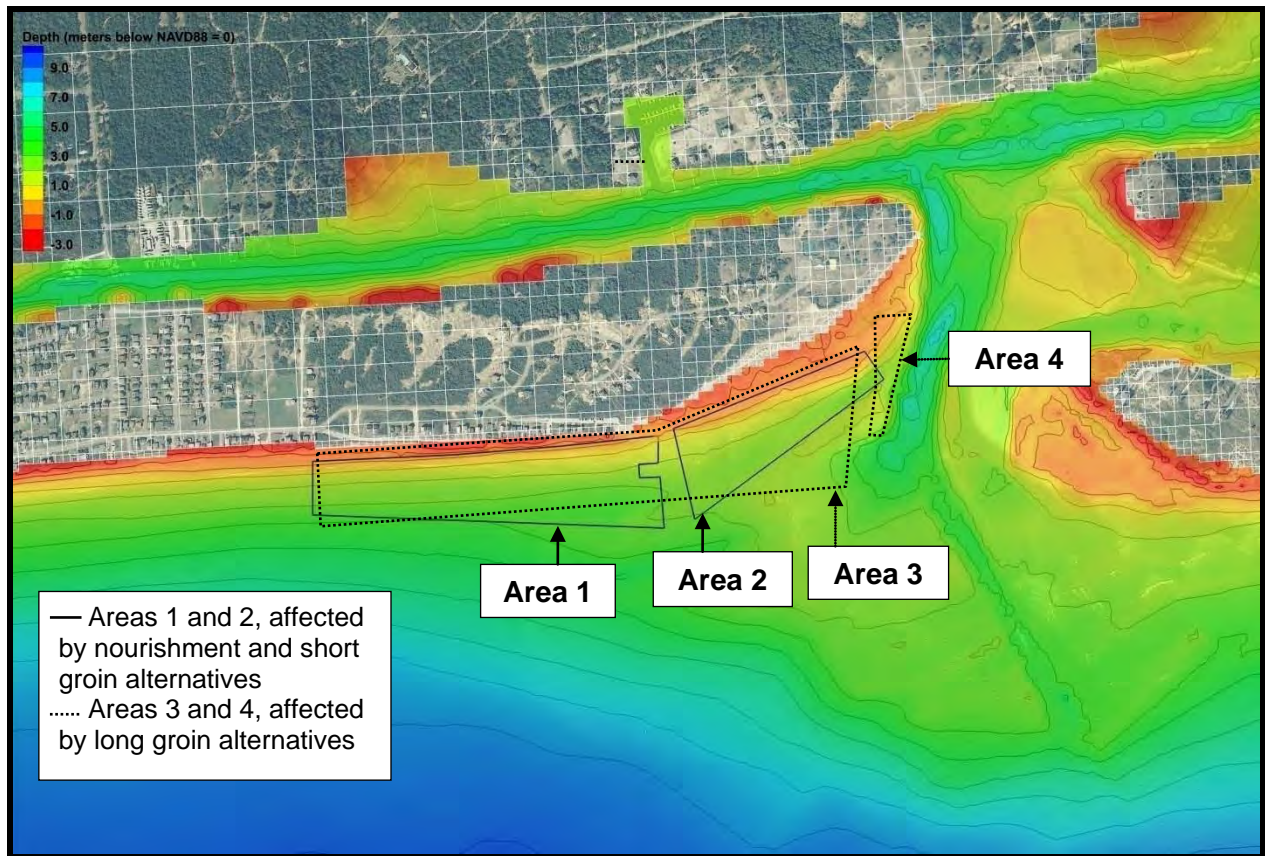 Depth (meters below NAVD88 = 0)
9.0
7.0
5.0
3.0
1.0
-1.0
-3.0
Area 4
Area 3
Area 2
Area 1
— Areas 1 and 2, affected
by nourishment and short
groin alternatives
...... Areas 3 and 4, affected
by long groin alternatives